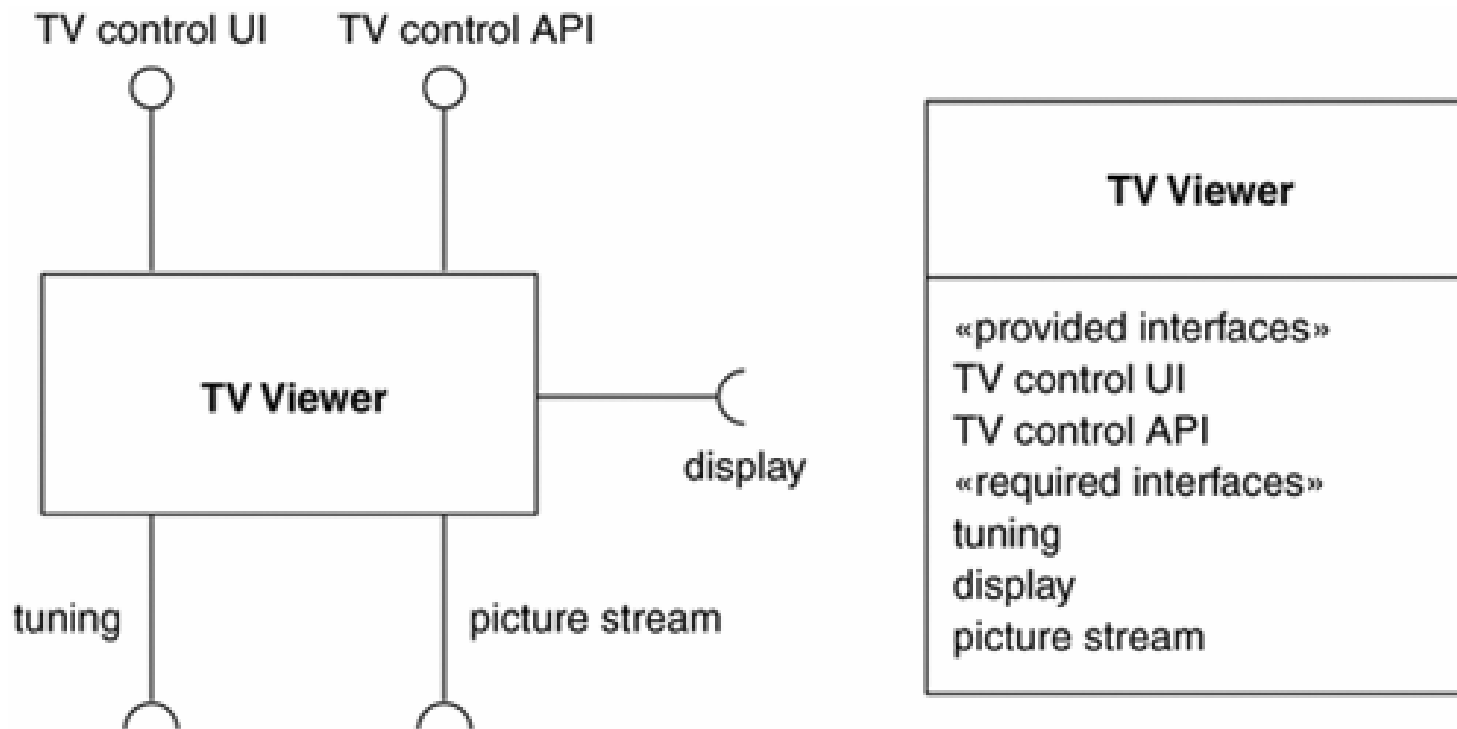 TV control UI
TV control API
TV Viewer
display
tuning
picture stream
TV Viewer
«provided interfaces»
TV control UI
TV control API
«required interfaces»
tuning
display
picture stream